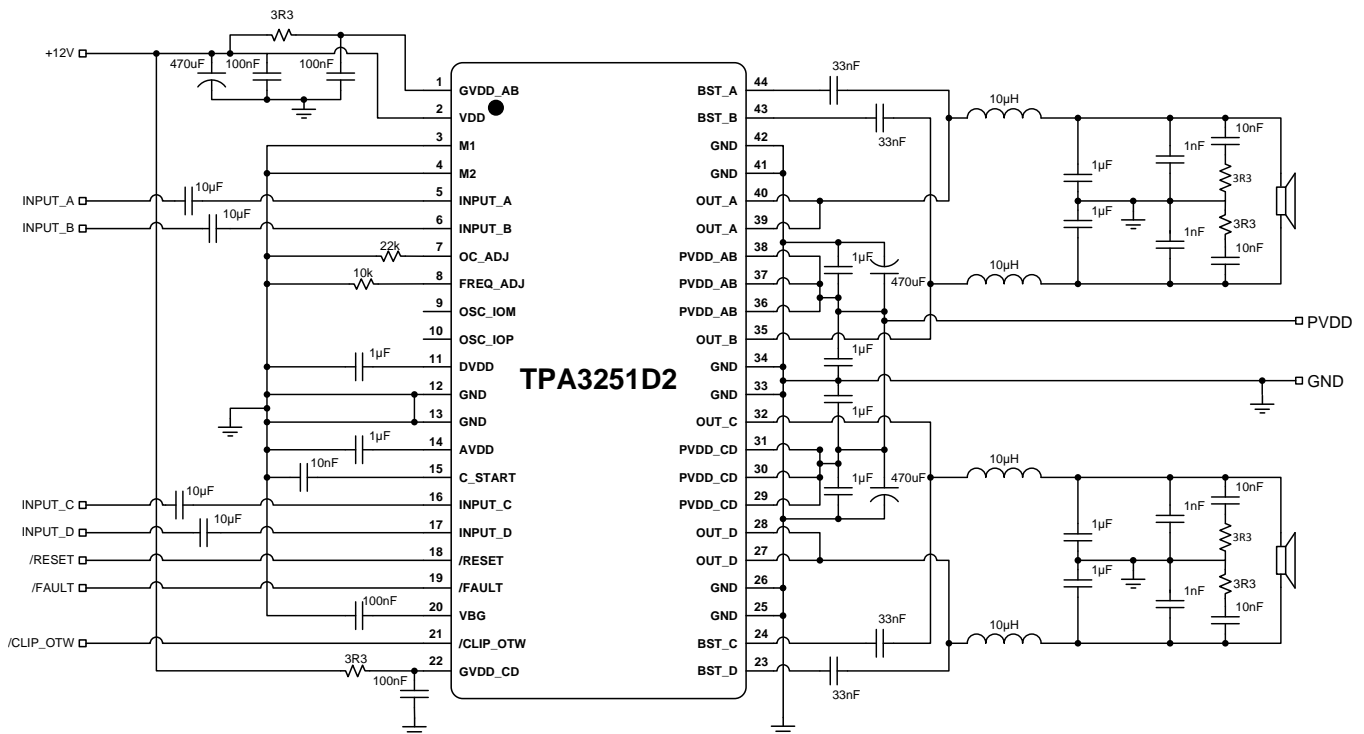 3R3
+12V
470uF
100nF
100nF
1
GVDD_AB
2
VDD
3
M1
4
M2
INPUT_A
10µF
5
INPUT_A
INPUT_B
10µF
6
INPUT_B
22k
7
OC_ADJ
10k
8
FREQ_ADJ
9
OSC_IOM
10
OSC_IOP
1µF
11
DVDD
12
GND
13
GND
1µF
14
AVDD
10nF
15
C_START
INPUT_C
10µF
16
INPUT_C
INPUT_D
10µF
17
INPUT_D
/RESET
18
/RESET
/FAULT
19
/FAULT
100nF
20
VBG
/CLIP_OTW
21
/CLIP_OTW
3R3
100nF
22
GVDD_CD
TPA3251D2
BST_A
44
33nF
BST_B
43
33nF
GND
42
GND
41
OUT_A
40
OUT_A
39
PVDD_AB
38
PVDD_AB
37
PVDD_AB
36
OUT_B
35
GND
34
GND
33
OUT_C
32
PVDD_CD
31
PVDD_CD
30
PVDD_CD
29
OUT_D
28
OUT_D
27
GND
26
GND
25
BST_C
24
33nF
BST_D
23
33nF
1µF
470uF
1µF
1µF
1µF
470uF
10µH
1µF
1µF
1nF
1nF
10nF
3R3
3R3
10nF
10µH
PVDD
GND
10µH
1µF
1µF
1nF
1nF
10nF
3R3
3R3
10nF
10µH